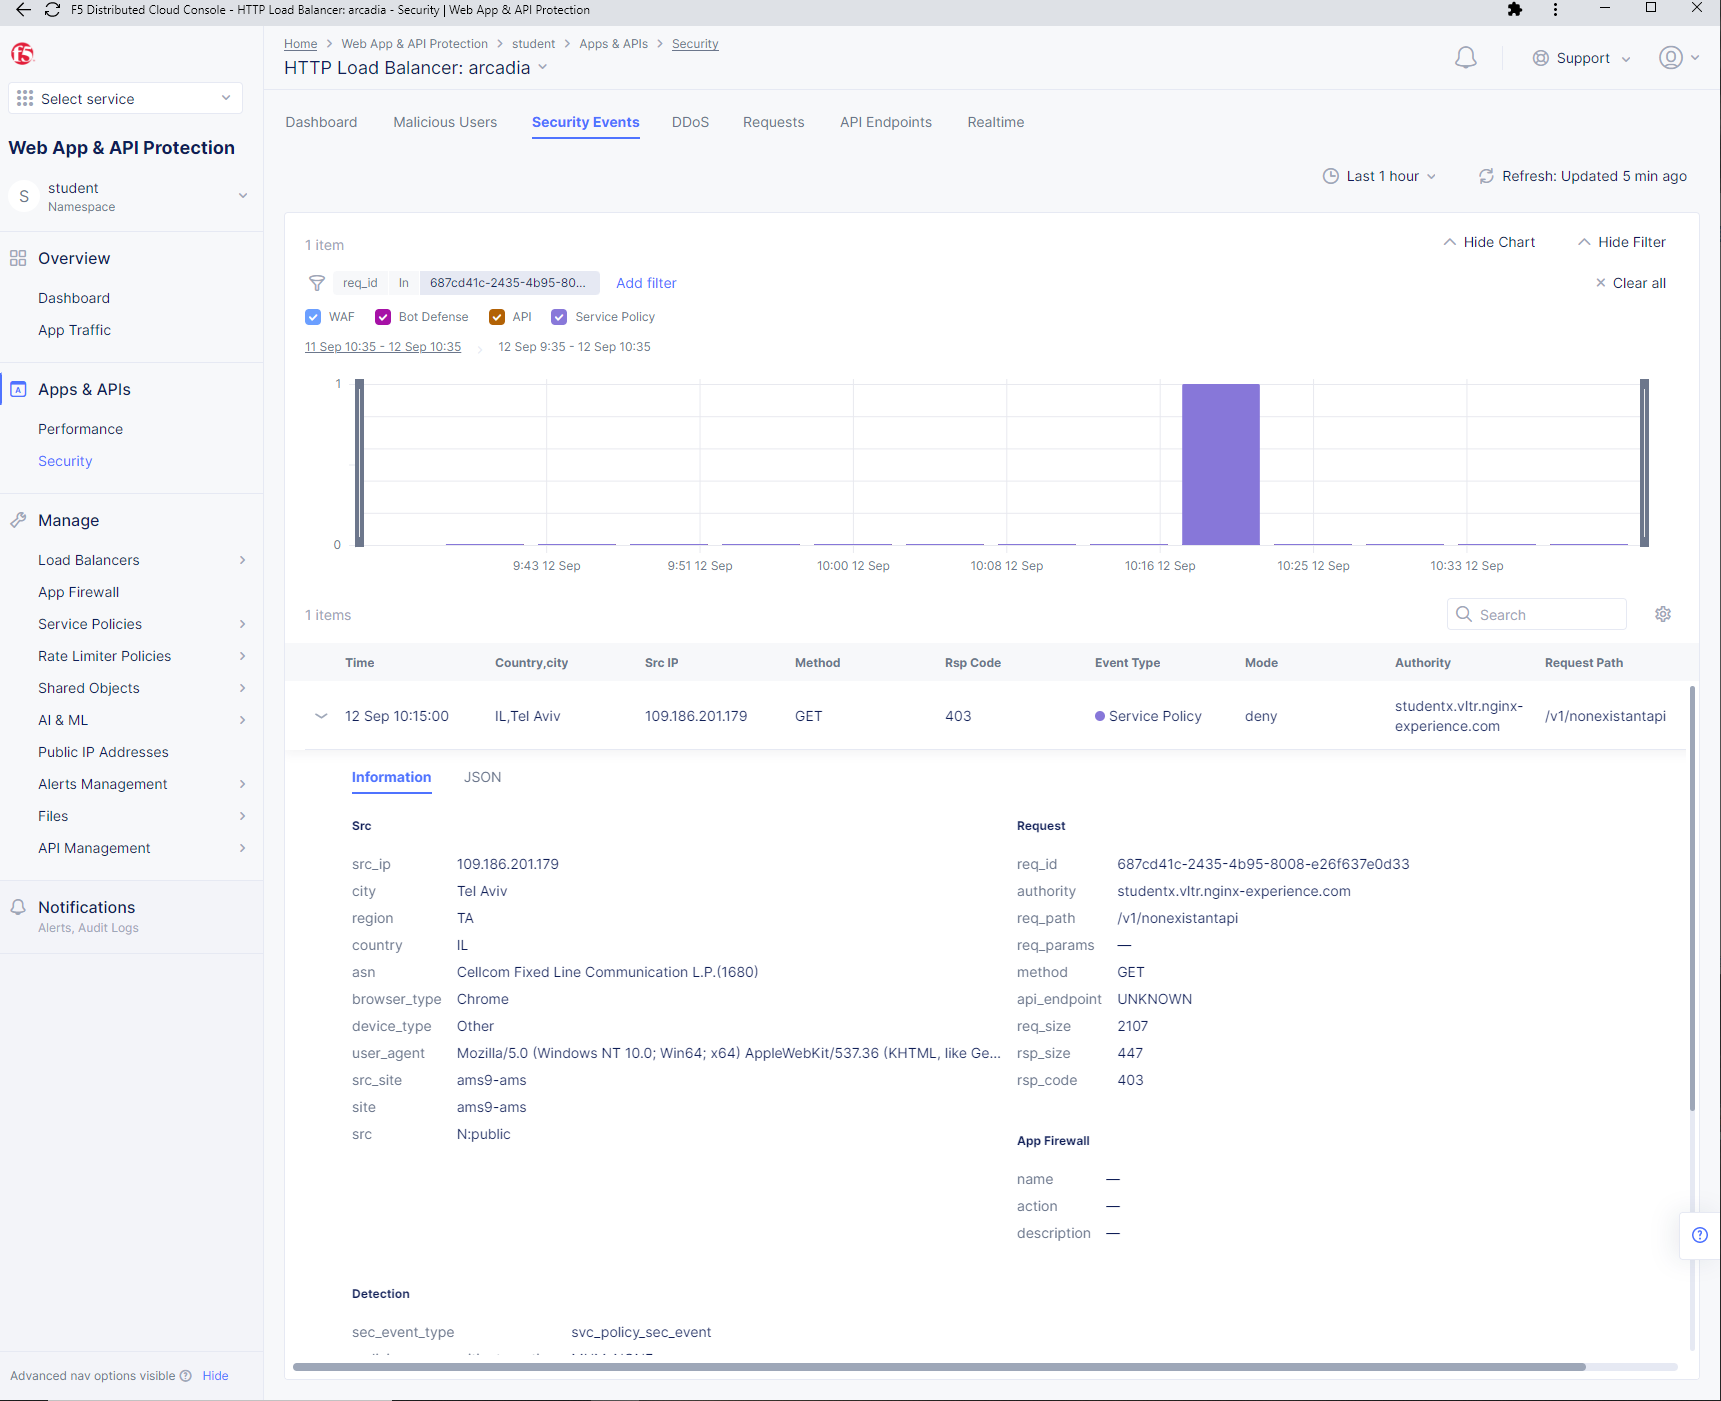 F5 Distributed Cloud Console - HTTP Load Balancer: arcadia - Security | Web App & API Protection
f5
Select service
Web App & API Protection
S
student
Namespace
Overview
Dashboard
App Traffic
Apps & APIs
Performance
Security
Manage
Load Balancers
App Firewall
Service Policies
Rate Limiter Policies
Shared Objects
AI & ML
Public IP Addresses
Alerts Management
Files
API Management
Notifications
Alerts, Audit Logs
Advanced nav options visible Hide
Home > Web App & API Protection > student > Apps & APIs > Security
HTTP Load Balancer: arcadia
Support
Dashboard Malicious Users Security Events DDoS Requests API Endpoints Realtime
Last 1 hour Refresh: Updated 5 min ago
1 item
Hide Chart Hide Filter
req_id In 687cd41c-2435-4b95-80... Add filter
Clear all
WAF Bot Defense API Service Policy
11 Sep 10:35 - 12 Sep 10:35 > 12 Sep 9:35 - 12 Sep 10:35
1
0
9:43 12 Sep 9:51 12 Sep 10:00 12 Sep 10:08 12 Sep 10:16 12 Sep 10:25 12 Sep 10:33 12 Sep
1 items
Search
Time Country,city Src IP Method Rsp Code Event Type Mode Authority Request Path
12 Sep 10:15:00 IL,Tel Aviv 109.186.201.179 GET 403 Service Policy deny studentx.vltr.nginx-experience.com /v1/nonexistantapi
Information JSON
Src
src_ip 109.186.201.179
city Tel Aviv
region TA
country IL
asn Cellcom Fixed Line Communication L.P.(1680)
browser_type Chrome
device_type Other
user_agent Mozilla/5.0 (Windows NT 10.0; Win64; x64) AppleWebKit/537.36 (KHTML, like Ge...
src_site ams9-ams
site ams9-ams
src N:public
Request
req_id 687cd41c-2435-4b95-8008-e26f637e0d33
authority studentx.vltr.nginx-experience.com
req_path /v1/nonexistantapi
req_params —
method GET
api_endpoint UNKNOWN
req_size 2107
rsp_size 447
rsp_code 403
App Firewall
name —
action —
description —
Detection
sec_event_type svc_policy_sec_event